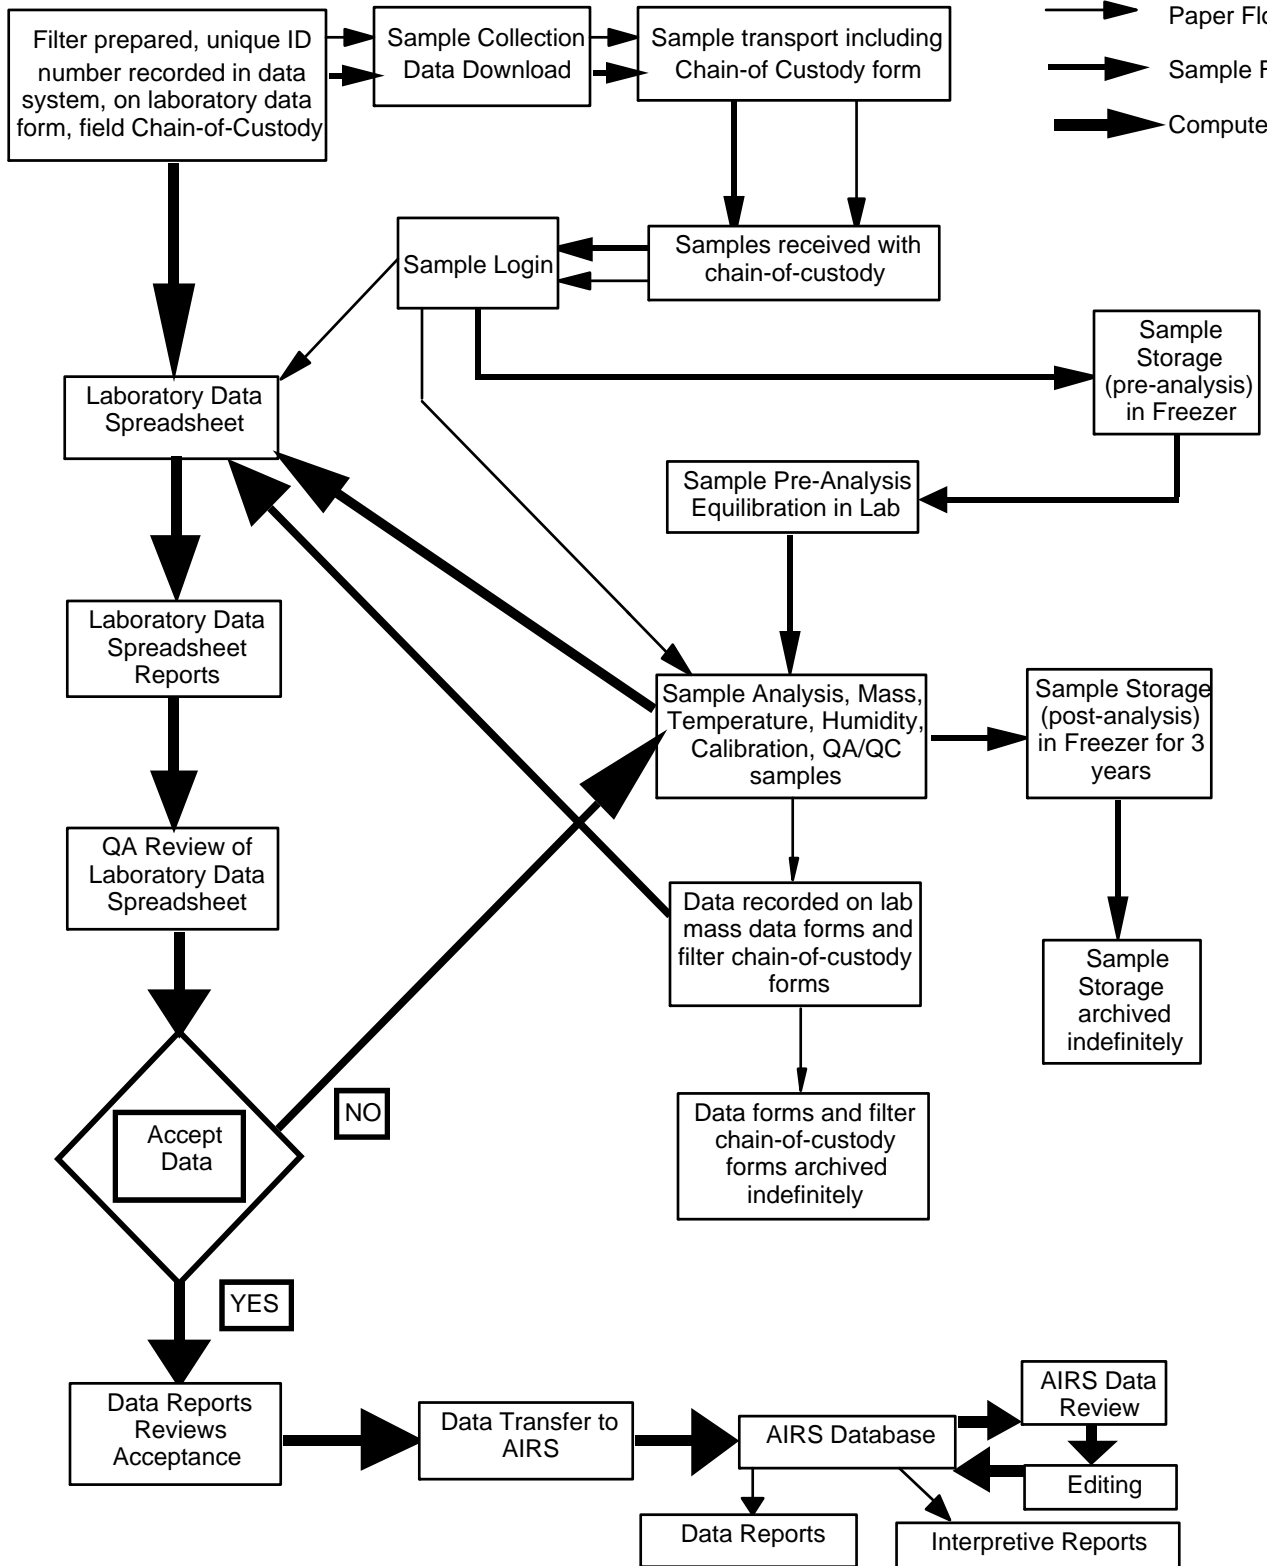 Filter prepared, unique ID
number recorded in data
system, on laboratory data
form, field Chain-of-Custody
Sample Collection
Data Download
Sample transport including
Chain-of Custody form
Paper Flo
Sample F
Compute
Sample Login
Samples received with
chain-of-custody
Sample
Storage
(pre-analysis)
in Freezer
Laboratory Data
Spreadsheet
Sample Pre-Analysis
Equilibration in Lab
Laboratory Data
Spreadsheet
Reports
Sample Analysis, Mass,
Temperature, Humidity,
Calibration, QA/QC
samples
Sample Storage
(post-analysis)
in Freezer for 3
years
QA Review of
Laboratory Data
Spreadsheet
Data recorded on lab
mass data forms and
filter chain-of-custody
forms
Sample
Storage
archived
indefinitely
Accept
Data
NO
Data forms and filter
chain-of-custody
forms archived
indefinitely
YES
Data Reports
Reviews
Acceptance
Data Transfer to
AIRS
AIRS Database
AIRS Data
Review
Editing
Data Reports
Interpretive Reports